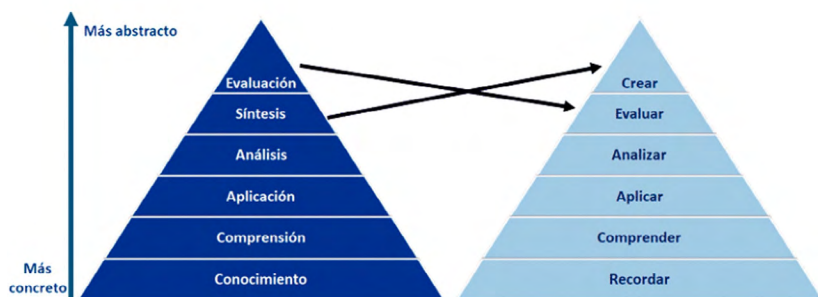 Más abstracto
Evaluación
Síntesis
Análisis
Aplicación
Comprensión
Conocimiento
Más
concreto
Crear
Evaluar
Analizar
Aplicar
Comprender
Recordar